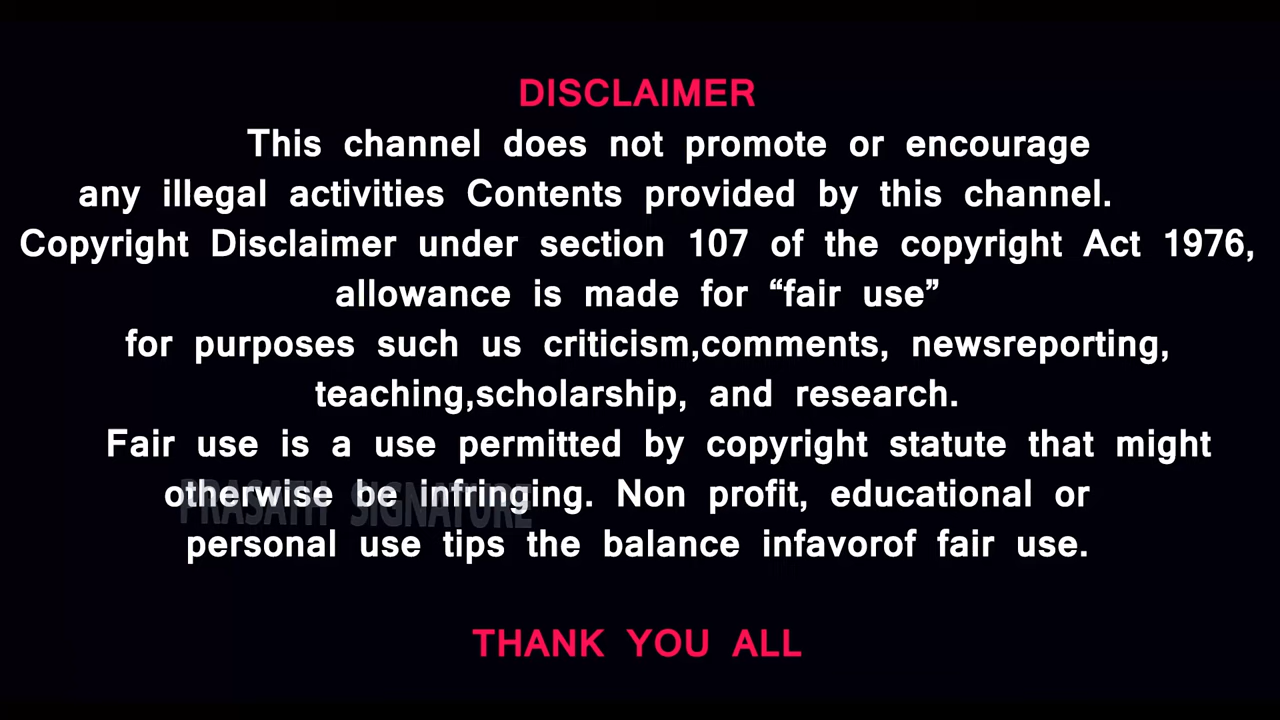 DISCLAIMER
This channel does not promote or encourage
any illegal activities Contents provided by this channel.
Copyright Disclaimer under section 107 of the copyright Act 1976,
allowance is made for “fair use”
for purposes such us criticism,comments, newsreporting,
teaching,scholarship, and research.
Fair use is a use permitted by copyright statute that might
otherwise be infringing. Non profit, educational or
PRASATH SIGNATURE
personal use tips the balance infavorof fair use.
THANK YOU ALL